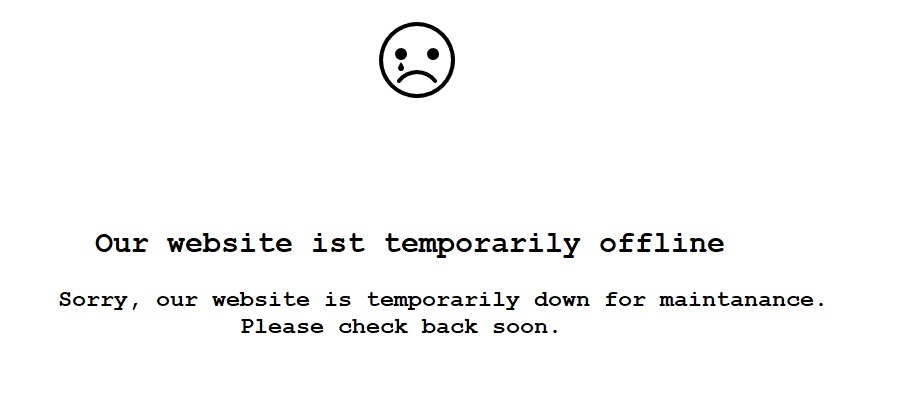 Our website ist temporarily offline
Sorry, our website is temporarily down for maintanance.
Please check back soon.